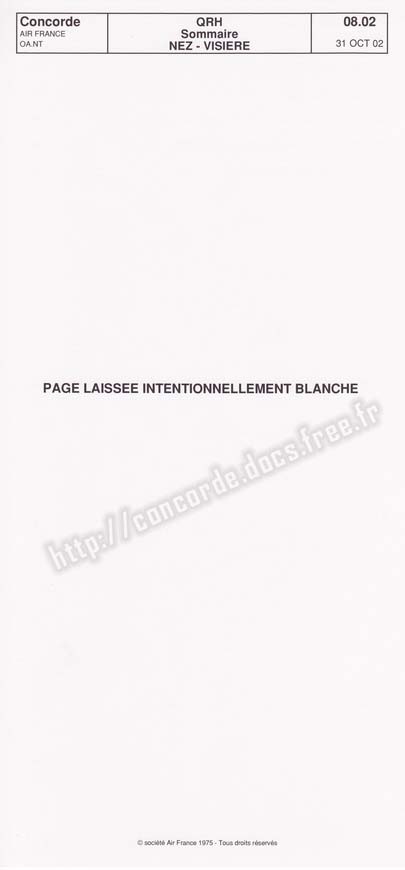 Concorde
AIR FRANCE
OA.NT
QRH
Sommaire
NEZ - VISIERE
08.02
31 OCT 02
PAGE LAISSEE INTENTIONNELLEMENT BLANCHE
http://concorde.docs.free.fr
© société Air France 1975 - Tous droits réservés